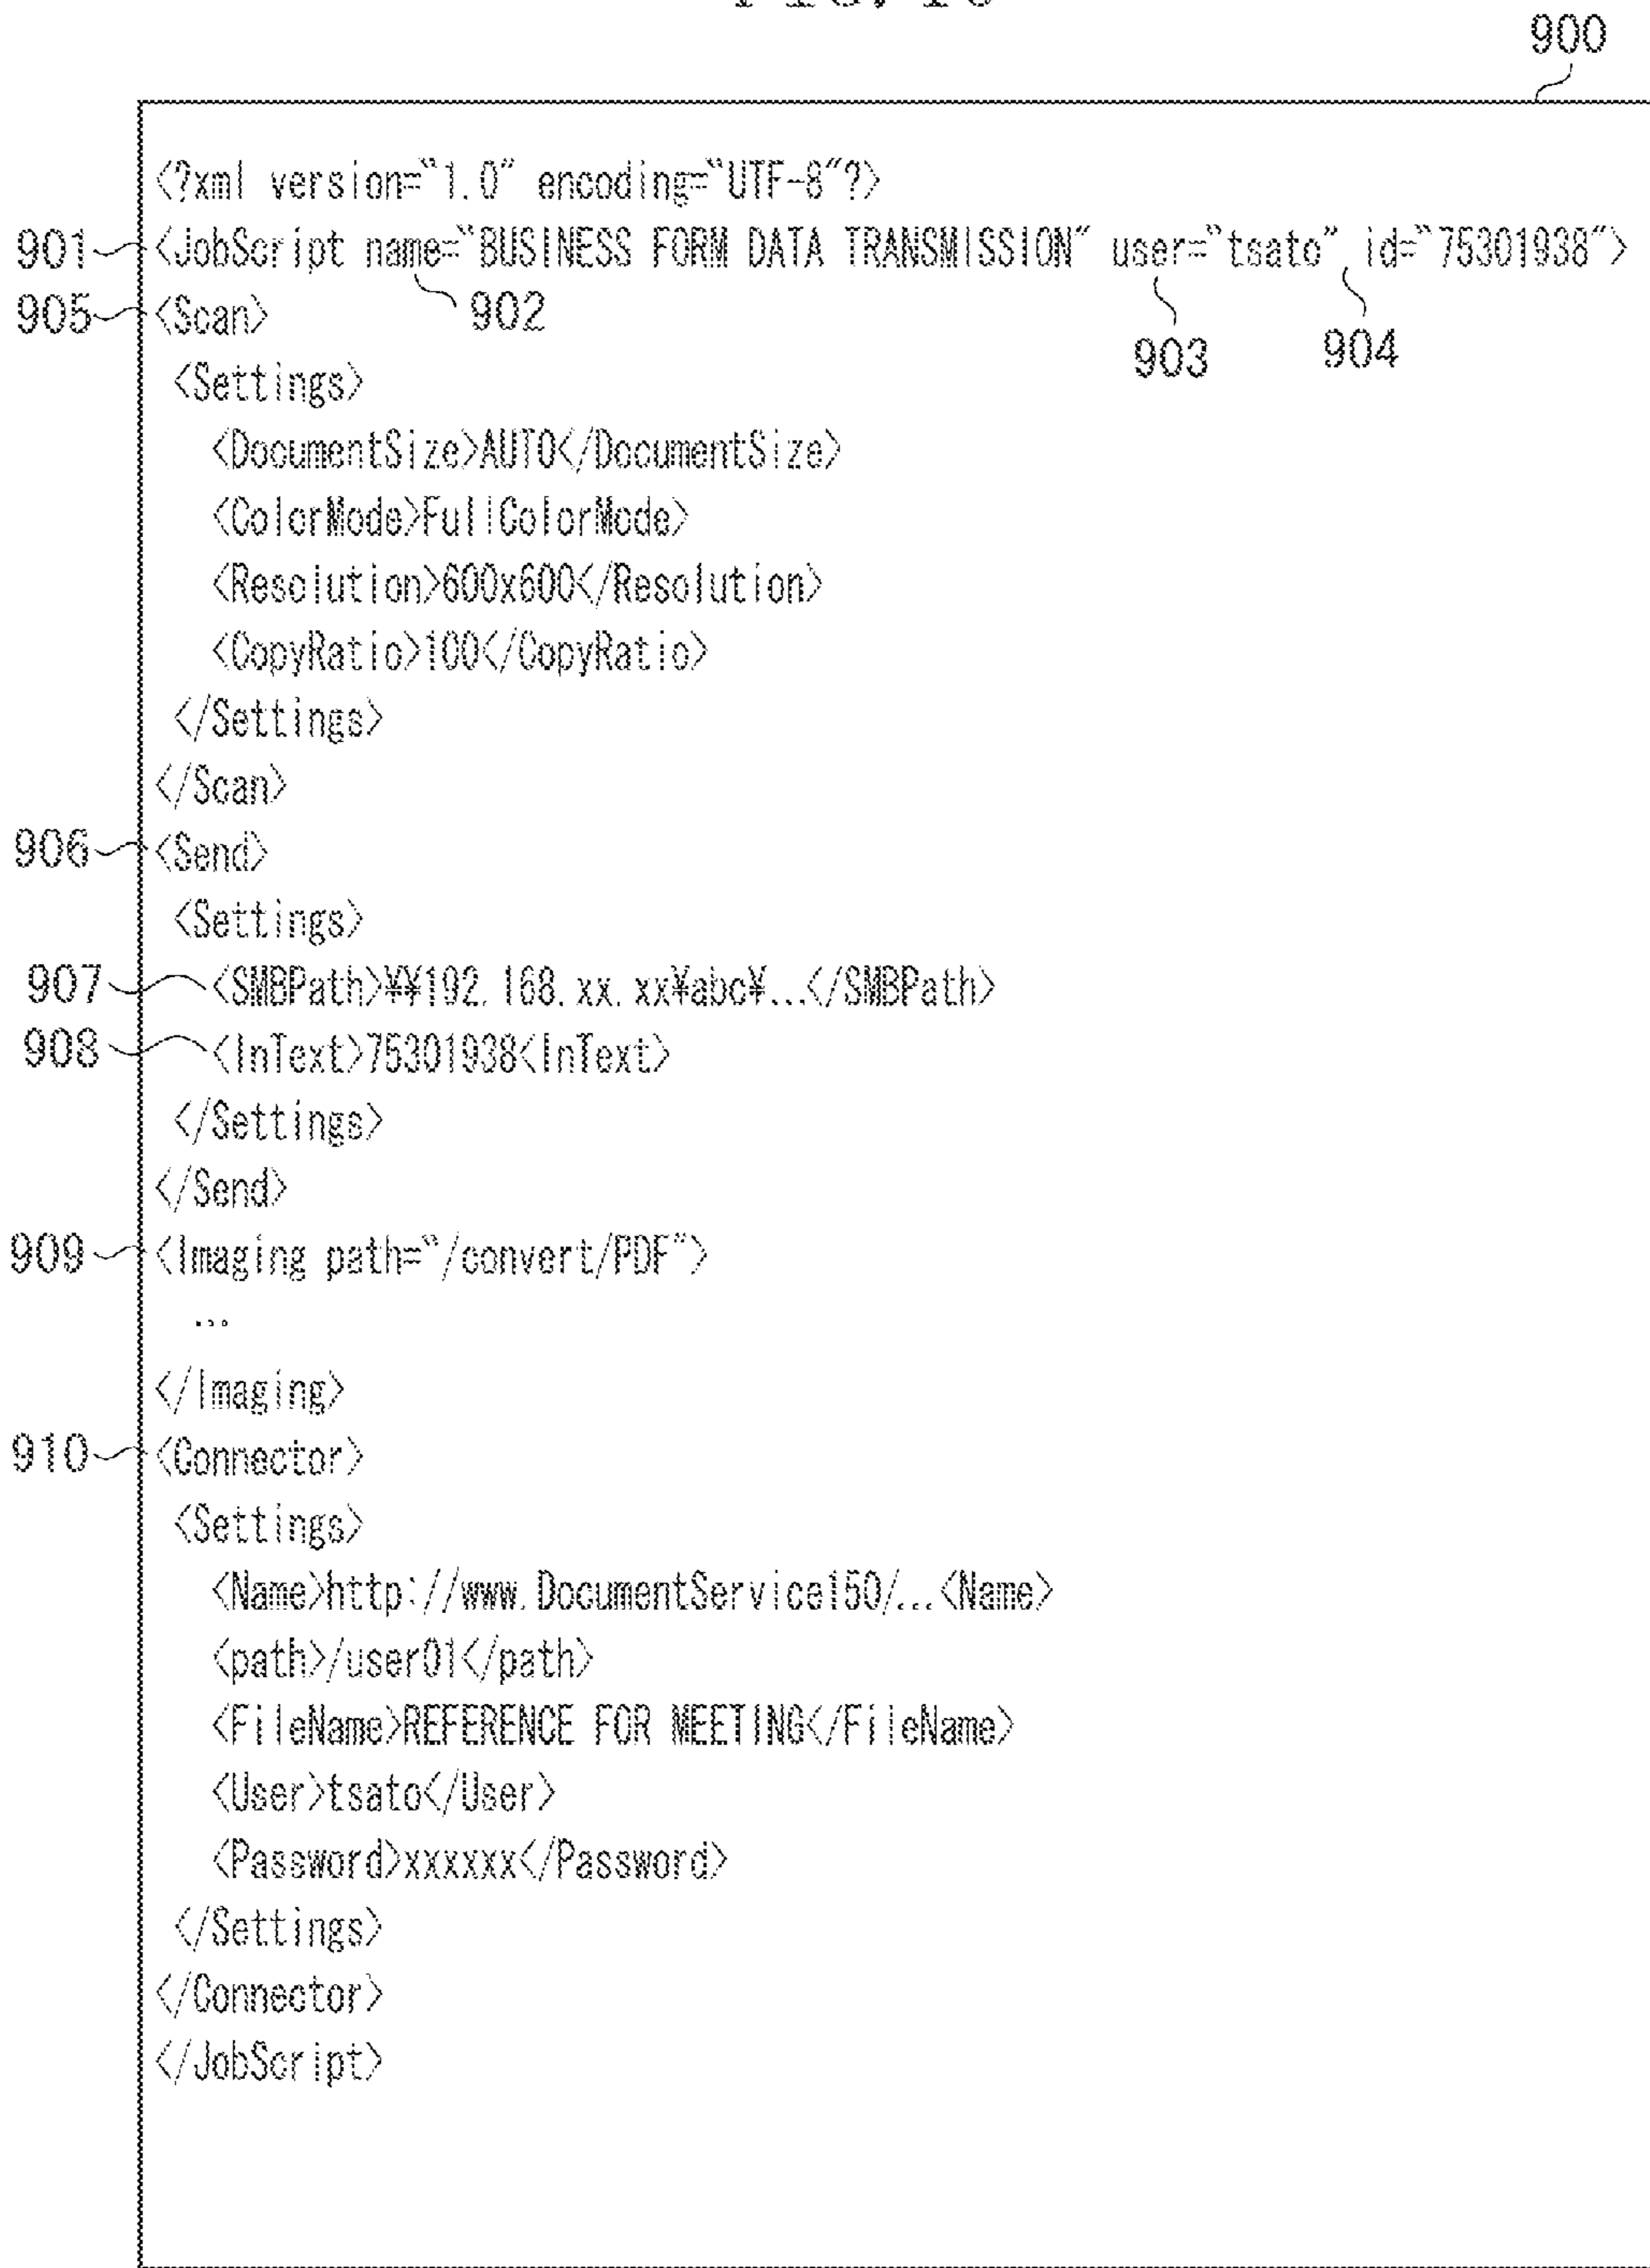 900
<?xml version="1.0" encoding="UTF-8"?>
901 <JobScript name="BUSINESS FORM DATA TRANSMISSION" user="tsato" id="75301938">
902 903 904
905 <Scan>
<Settings>
<DocumentSize>AUTO</DocumentSize>
<ColorMode>FullColorMode>
<Resolution>600x600</Resolution>
<CopyRatio>100</CopyRatio>
</Settings>
</Scan>
906 <Send>
<Settings>
907 <SMBPath>¥¥192.168.xx.xx¥abc¥...</SMBPath>
908 <InText>75301938<InText>
</Settings>
</Send>
909 <Imaging path="/convert/PDF">
...
</Imaging>
910 <Connector>
<Settings>
<Name>http://www.DocumentService150/...<Name>
<path>/user01</path>
<FileName>REFERENCE FOR MEETING</FileName>
<User>tsato</User>
<Password>xxxxxx</Password>
</Settings>
</Connector>
</JobScript>